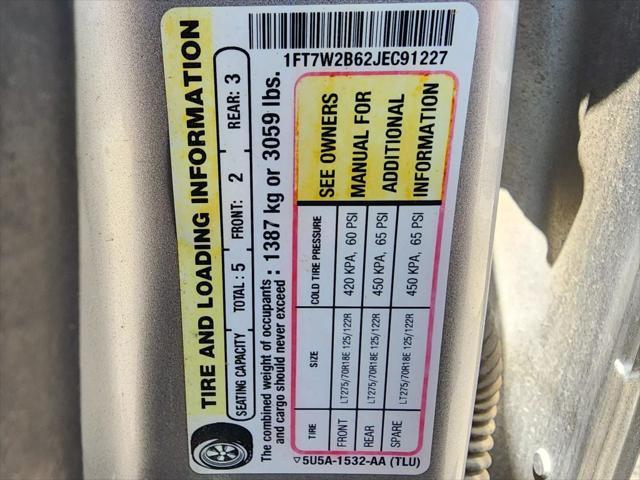 1FT7W2B62JEC91227
TIRE AND LOADING INFORMATION
SEATING CAPACITY TOTAL : 5 FRONT: 2 REAR: 3
The combined weight of occupants and cargo should never exceed : 1387 kg or 3059 lbs.
TIRE SIZE COLD TIRE PRESSURE
FRONT LT275/70R18E 125/122R 420 KPA, 60 PSI
REAR LT275/70R18E 125/122R 450 KPA, 65 PSI
SPARE LT275/70R18E 125/122R 450 KPA, 65 PSI
SEE OWNERS
MANUAL FOR
ADDITIONAL
INFORMATION
▽5U5A-1532-AA (TLU)